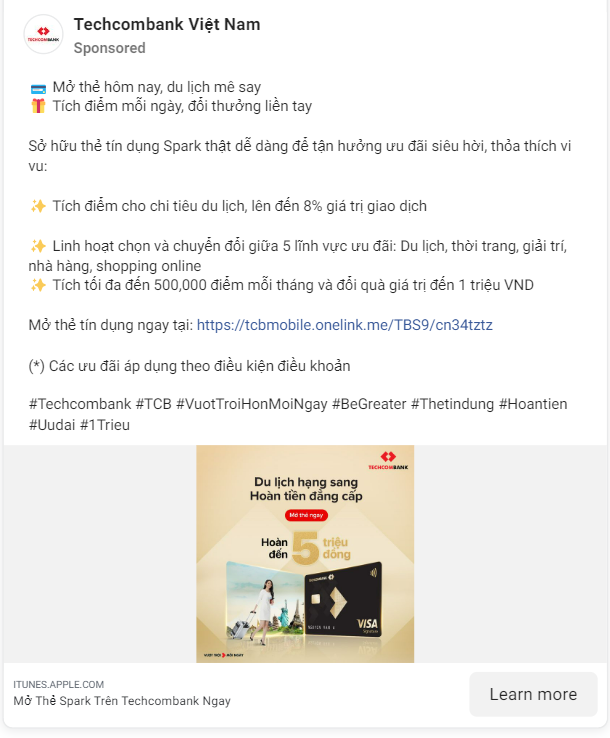 Techcombank Việt Nam
Sponsored
TECHCOMBANK
Mở thẻ hôm nay, du lịch mê say
Tích điểm mỗi ngày, đổi thưởng liền tay
Sở hữu thẻ tín dụng Spark thật dễ dàng để tận hưởng ưu đãi siêu hời, thỏa thích vi
vu:
✨ Tích điểm cho chi tiêu du lịch, lên đến 8% giá trị giao dịch
✨ Linh hoạt chọn và chuyển đổi giữa 5 lĩnh vực ưu đãi: Du lịch, thời trang, giải trí,
nhà hàng, shopping online
✨ Tích tối đa đến 500,000 điểm mỗi tháng và đổi quà giá trị đến 1 triệu VND
Mở thẻ tín dụng ngay tại: https://tcbmobile.onelink.me/TBS9/cn34tztz
(*) Các ưu đãi áp dụng theo điều kiện điều khoản
#Techcombank #TCB #VuotTroiHonMoiNgay #BeGreater #Thetindung #Hoantien
#Uudai #1Trieu
TECHCOMBANK
Du lịch hạng sang
Hoàn tiền đẳng cấp
Mở thẻ ngay
Hoàn đến 5 triệu đồng
TECHCOMBANK
NGUYEN VAN A
VISA
Signature
VƯỢT TRỘI MỖI NGÀY
ITUNES.APPLE.COM
Mở Thẻ Spark Trên Techcombank Ngay
Learn more